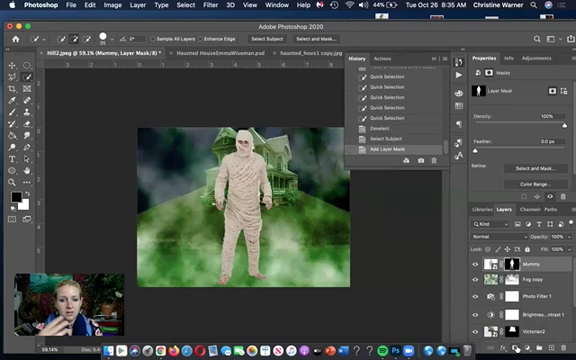 Photoshop File Edit Image Layer Type Select Filter 3D View Window Help Tue Oct 26 8:35 AM Christine Warner
Adobe Photoshop 2020
0° Sample All Layers Enhance Edge Select Subject Select and Mask...
Hill2.jpeg @ 59.1% (Mummy, Layer Mask/8) * Haunted HouseEmmaWiseman.psd haunted_hous1 copy.jpg
History Actions
Quick Selection
Quick Selection
Quick Selection
Quick Selection
Quick Selection
Deselect
Select Subject
Add Layer Mask
Properties Info Adjustments
Masks
Layer Mask
Density: 100%
Feather: 0.0 px
Refine: Select and Mask...
Color Range...
Libraries Layers Channels Paths
Kind
Normal Opacity: 100%
Lock: Fill: 100%
Mummy
Fog copy
Photo Filter 1
Brightness...ntrast 1
Victorian2
59.14%